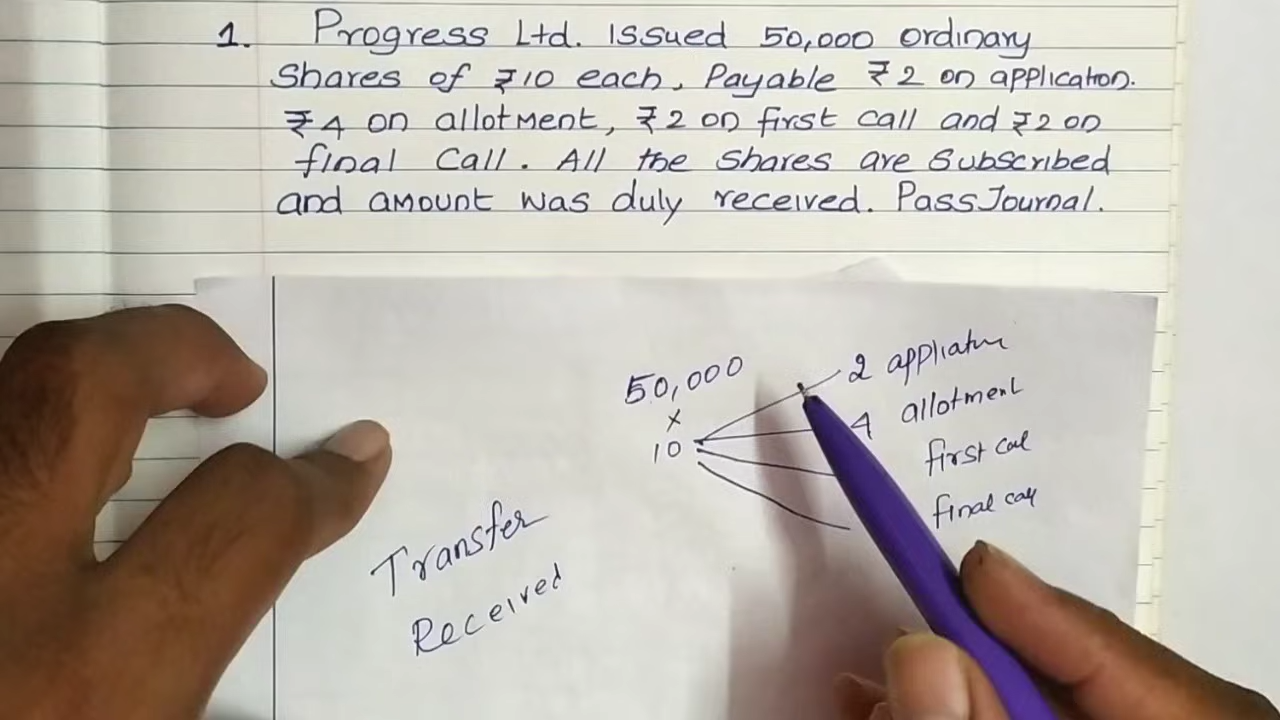 1. Progress Ltd. Issued 50,000 ordinary
Shares of ₹10 each, Payable ₹2 on application.
₹4 on allotment, ₹2 on first call and ₹2 on
final Call. All the shares are Subscribed
and amount was duly received. Pass Journal.
50,000
x
10
2 application
4 allotment
first call
final call
Transfer
Received